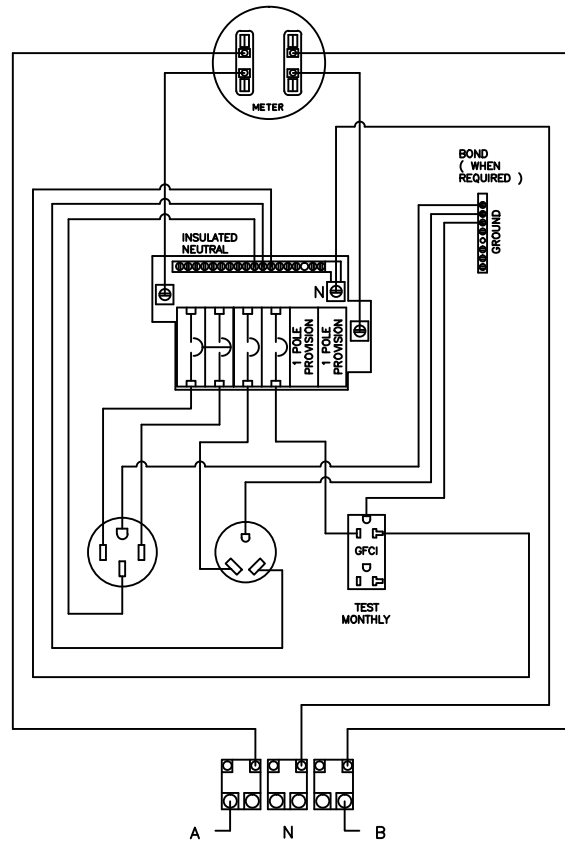 METER
BOND
( WHEN
REQUIRED )
GROUND
INSULATED
NEUTRAL
N
1 POLE
PROVISION
1 POLE
PROVISION
GFCI
TEST
MONTHLY
A
N
B